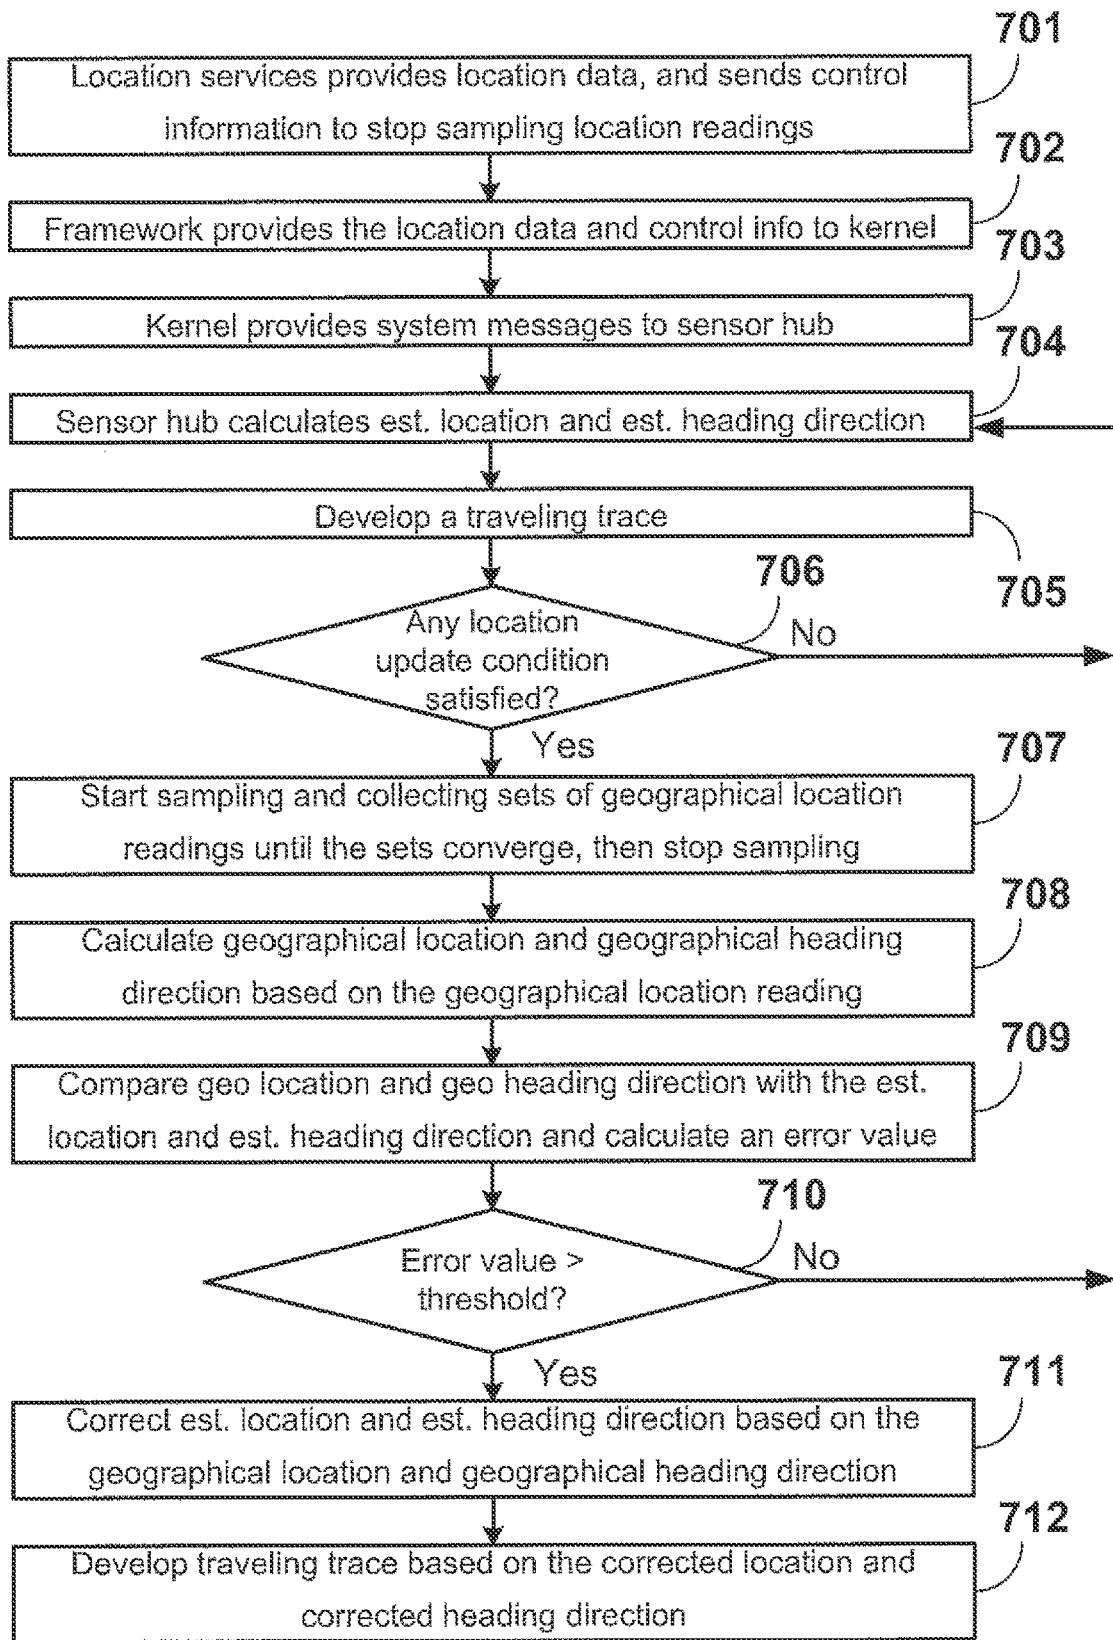 701
Location services provides location data, and sends control
information to stop sampling location readings
702
Framework provides the location data and control info to kernel
703
Kernel provides system messages to sensor hub
704
Sensor hub calculates est. location and est. heading direction
Develop a traveling trace
705
706
Any location
update condition
satisfied?
No
Yes
707
Start sampling and collecting sets of geographical location
readings until the sets converge, then stop sampling
708
Calculate geographical location and geographical heading
direction based on the geographical location reading
709
Compare geo location and geo heading direction with the est.
location and est. heading direction and calculate an error value
710
Error value >
threshold?
No
Yes
711
Correct est. location and est. heading direction based on the
geographical location and geographical heading direction
712
Develop traveling trace based on the corrected location and
corrected heading direction